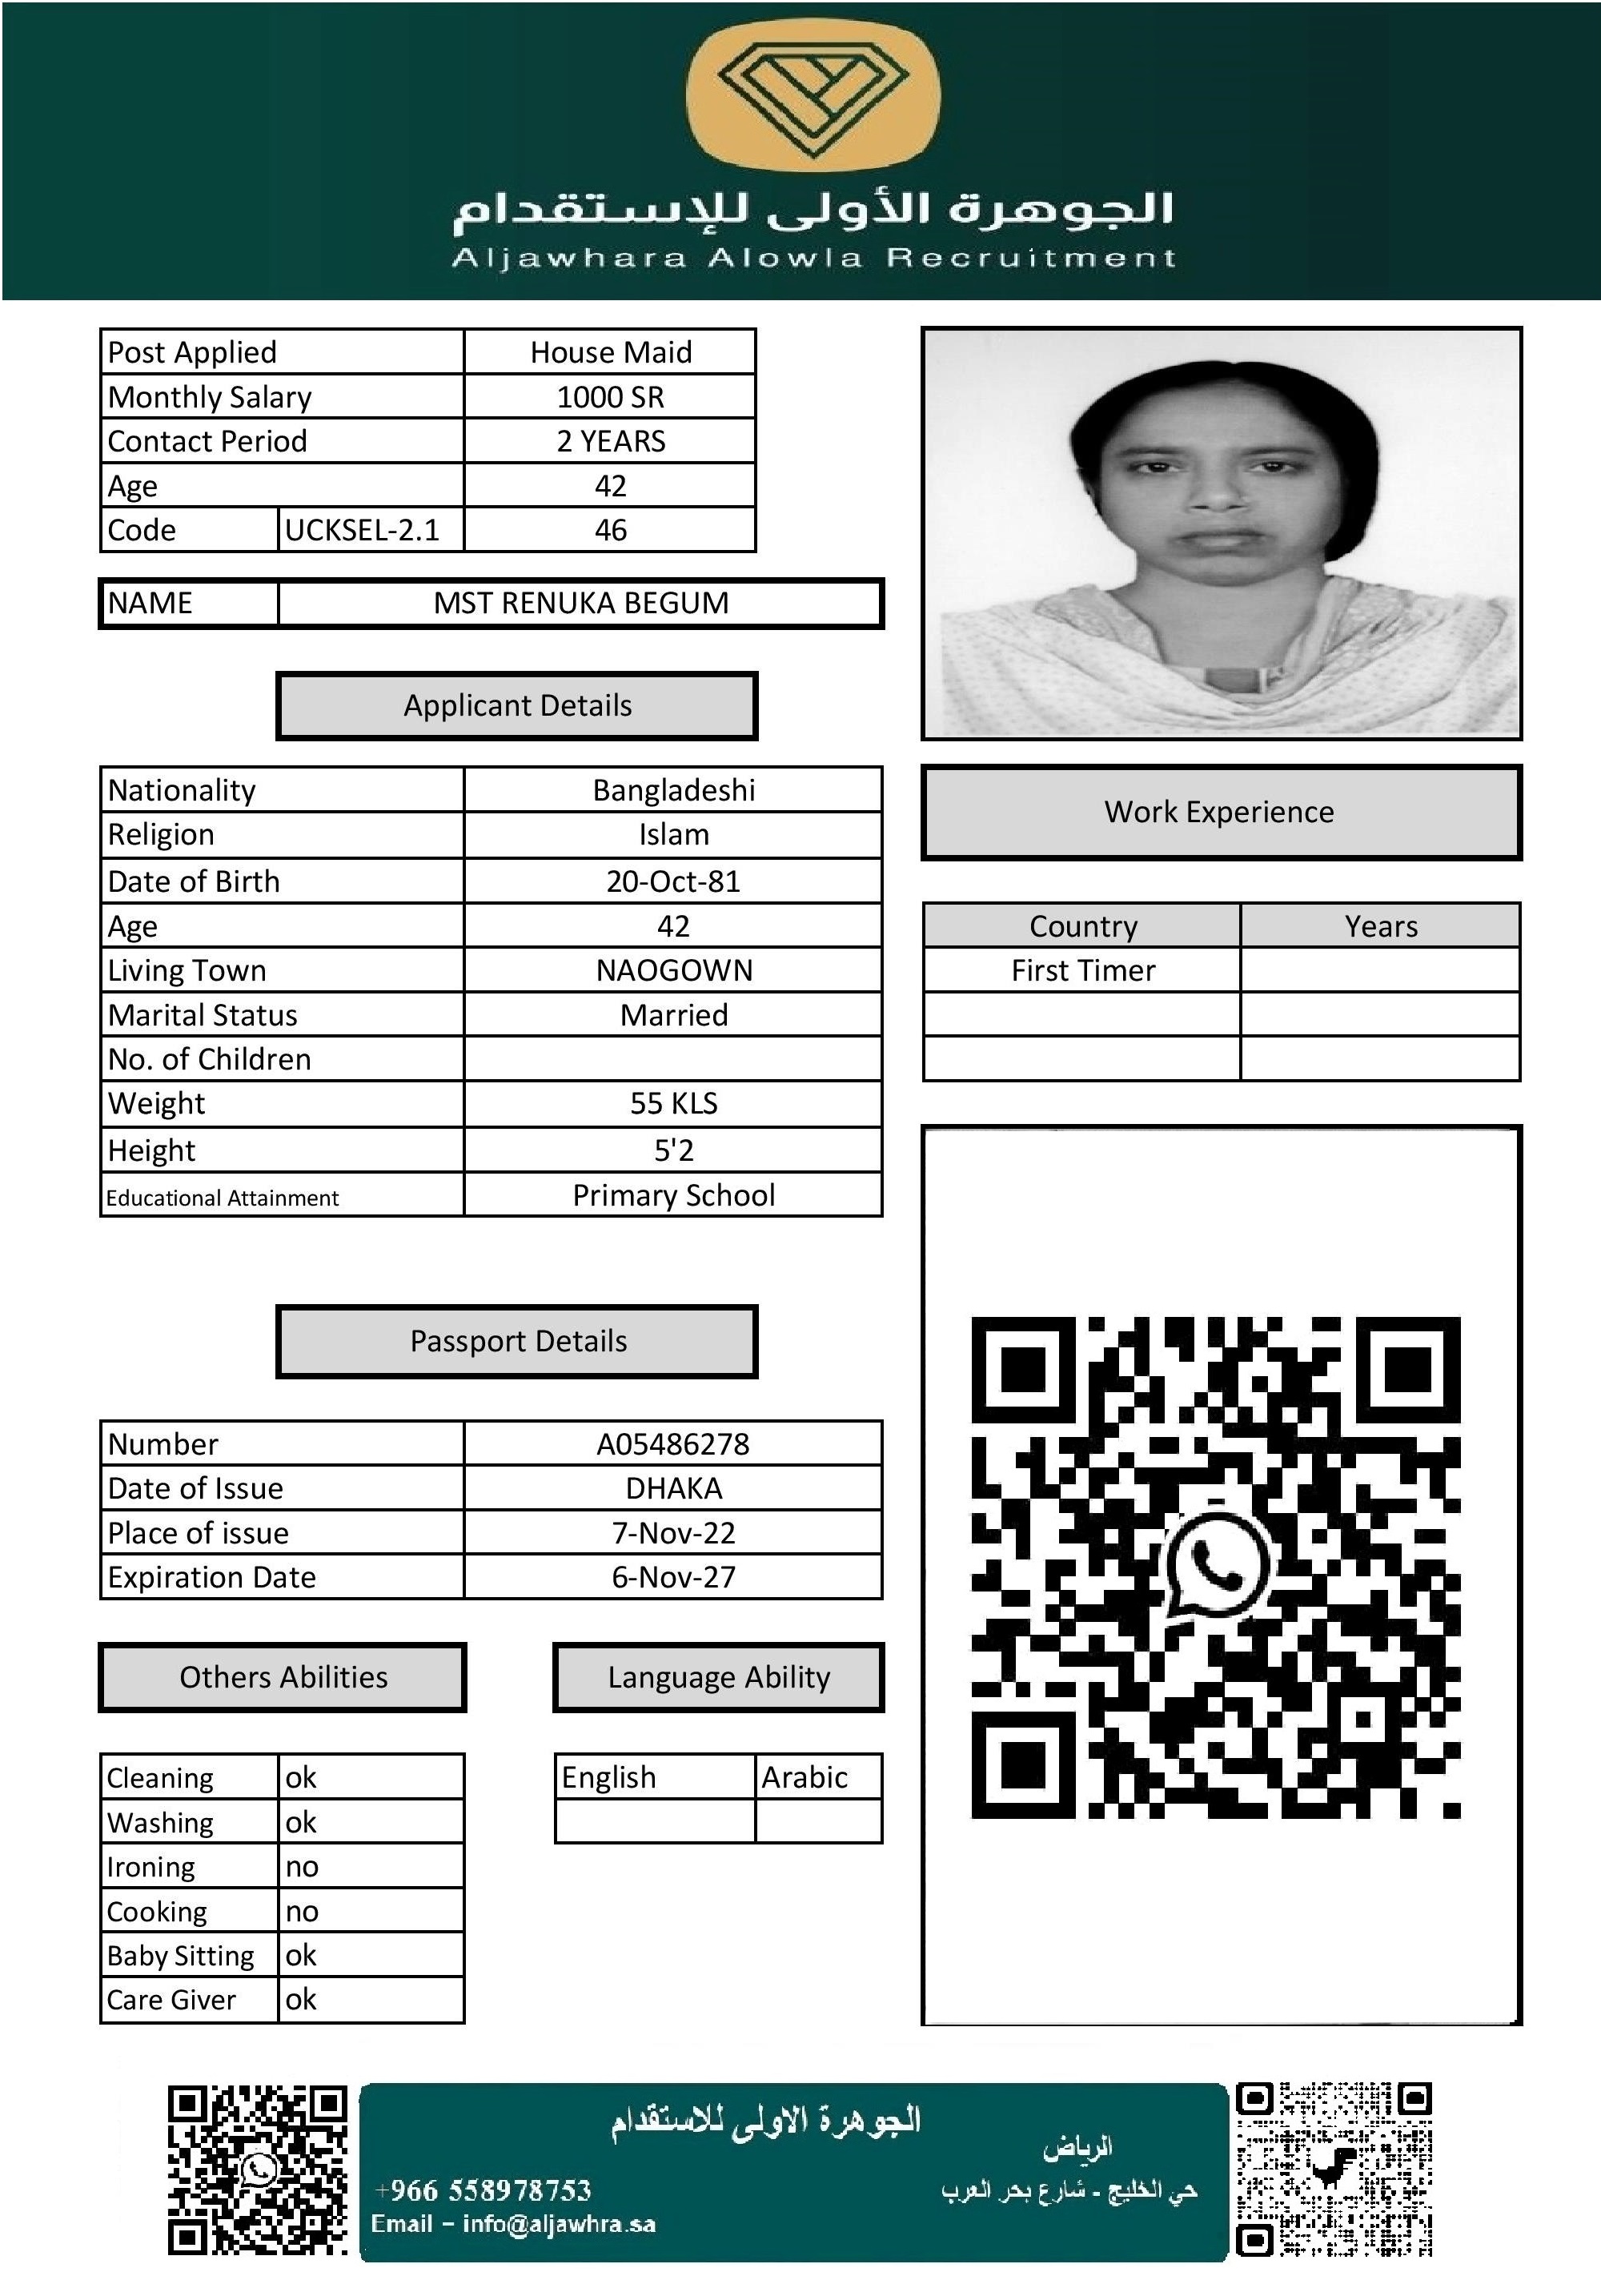 الجوهرة الأولى للإستقدام
Aljawhara Alowla Recruitment
Post Applied House Maid
Monthly Salary 1000 SR
Contact Period 2 YEARS
Age 42
Code UCKSEL-2.1 46
NAME MST RENUKA BEGUM
Applicant Details
Nationality Bangladeshi
Religion Islam
Date of Birth 20-Oct-81
Age 42
Living Town NAOGOWN
Marital Status Married
No. of Children
Weight 55 KLS
Height 5'2
Educational Attainment Primary School
Work Experience
Country Years
First Timer
Passport Details
Number A05486278
Date of Issue DHAKA
Place of issue 7-Nov-22
Expiration Date 6-Nov-27
Others Abilities
Cleaning ok
Washing ok
Ironing no
Cooking no
Baby Sitting ok
Care Giver ok
Language Ability
English Arabic
الجوهرة الاولى للاستقدام
الرياض
حي الخليج - شارع بحر العرب
+966 558978753
Email – info@aljawhra.sa